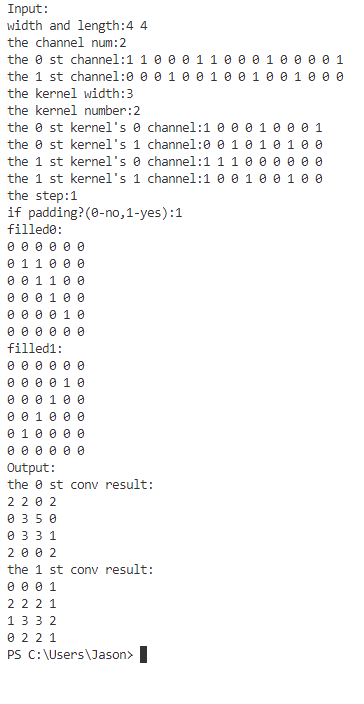 Input:
width and length:4 4
the channel num:2
the 0 st channel:1 1 0 0 0 1 1 0 0 0 1 0 0 0 0 1
the 1 st channel:0 0 0 1 0 0 1 0 0 1 0 0 1 0 0 0
the kernel width:3
the kernel number:2
the 0 st kernel's 0 channel:1 0 0 0 1 0 0 0 1
the 0 st kernel's 1 channel:0 0 1 0 1 0 1 0 0
the 1 st kernel's 0 channel:1 1 1 0 0 0 0 0 0
the 1 st kernel's 1 channel:1 0 0 1 0 0 1 0 0
the step:1
if padding?(0-no,1-yes):1
filled0:
0 0 0 0 0 0
0 1 1 0 0 0
0 0 1 1 0 0
0 0 0 1 0 0
0 0 0 0 1 0
0 0 0 0 0 0
filled1:
0 0 0 0 0 0
0 0 0 0 1 0
0 0 0 1 0 0
0 0 1 0 0 0
0 1 0 0 0 0
0 0 0 0 0 0
Output:
the 0 st conv result:
2 2 0 2
0 3 5 0
0 3 3 1
2 0 0 2
the 1 st conv result:
0 0 0 1
2 2 2 1
1 3 3 2
0 2 2 1
PS C:\Users\Jason>